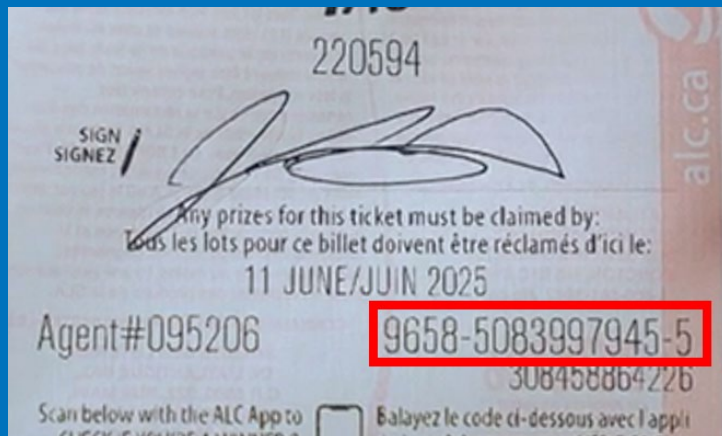 220594
SIGN
SIGNEZ
Any prizes for this ticket must be claimed by:
Tous les lots pour ce billet doivent être réclamés d'ici le:
11 JUNE/JUIN 2025
Agent#095206
9658-5083997945-5
308458864226
Scan below with the ALC App to
Balayez le code ci-dessous avec l'appli
alc.ca